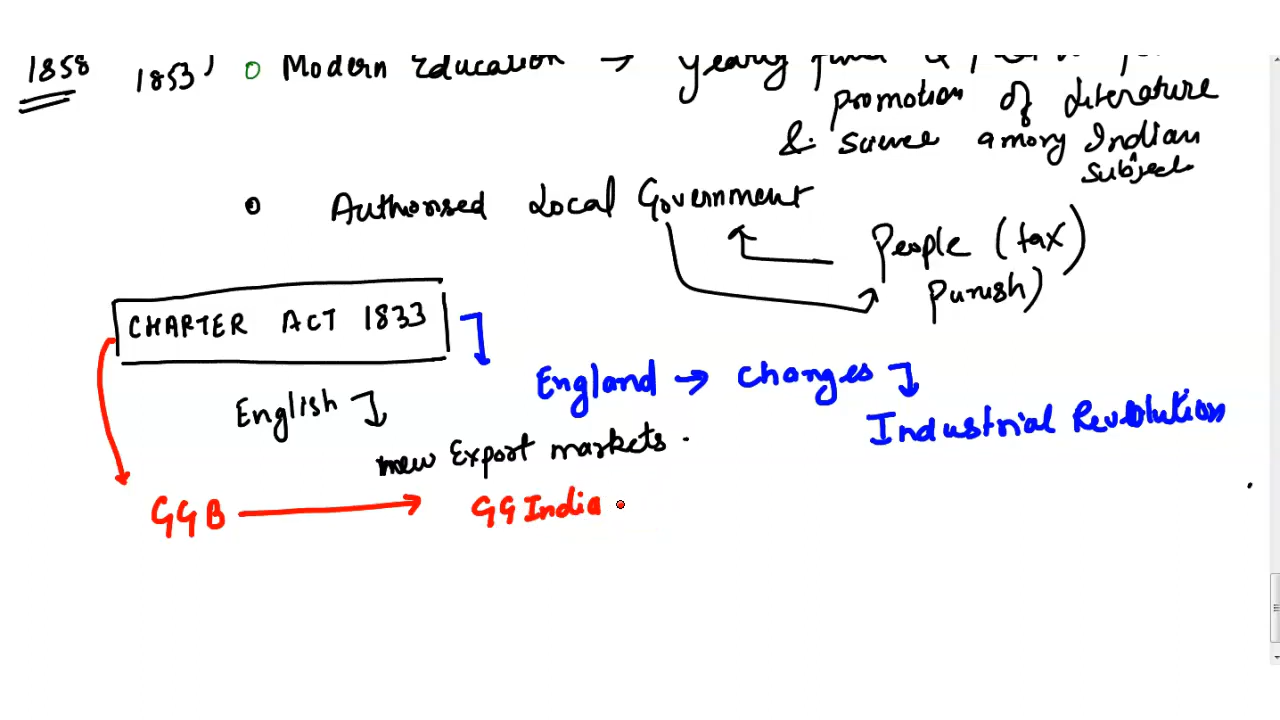 1858 1853 Modern Education → Yearly fund
promotion of Literature
& Science among Indian
Subjects
Authorised Local Government
People (tax)
Punish)
CHARTER ACT 1833
England → Changes
English
Industrial Revolution
new Export markets.
GGB → GG India